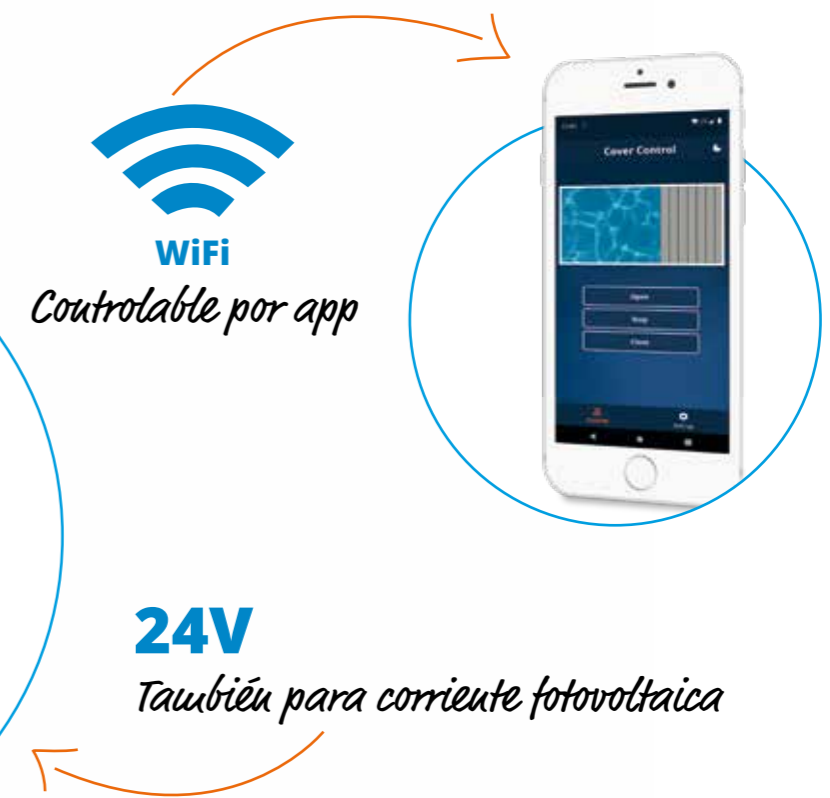 Cover Control
WiFi
Controlable por app
Open
Stop
Close
24V
También para corriente fotovoltaica